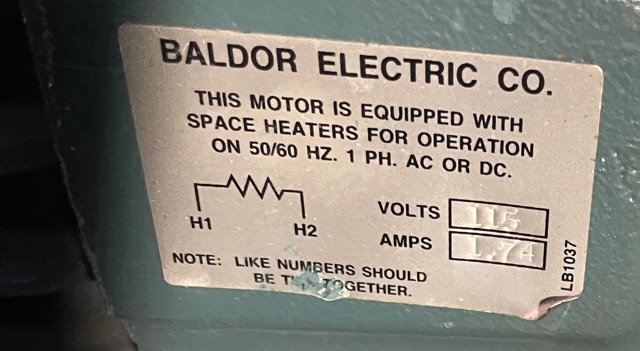 BALDOR ELECTRIC CO.
THIS MOTOR IS EQUIPPED WITH
SPACE HEATERS FOR OPERATION
ON 50/60 HZ. 1 PH. AC OR DC.
H1 H2
VOLTS 115
AMPS 1.74
NOTE: LIKE NUMBERS SHOULD
BE TOGETHER.
LB1037